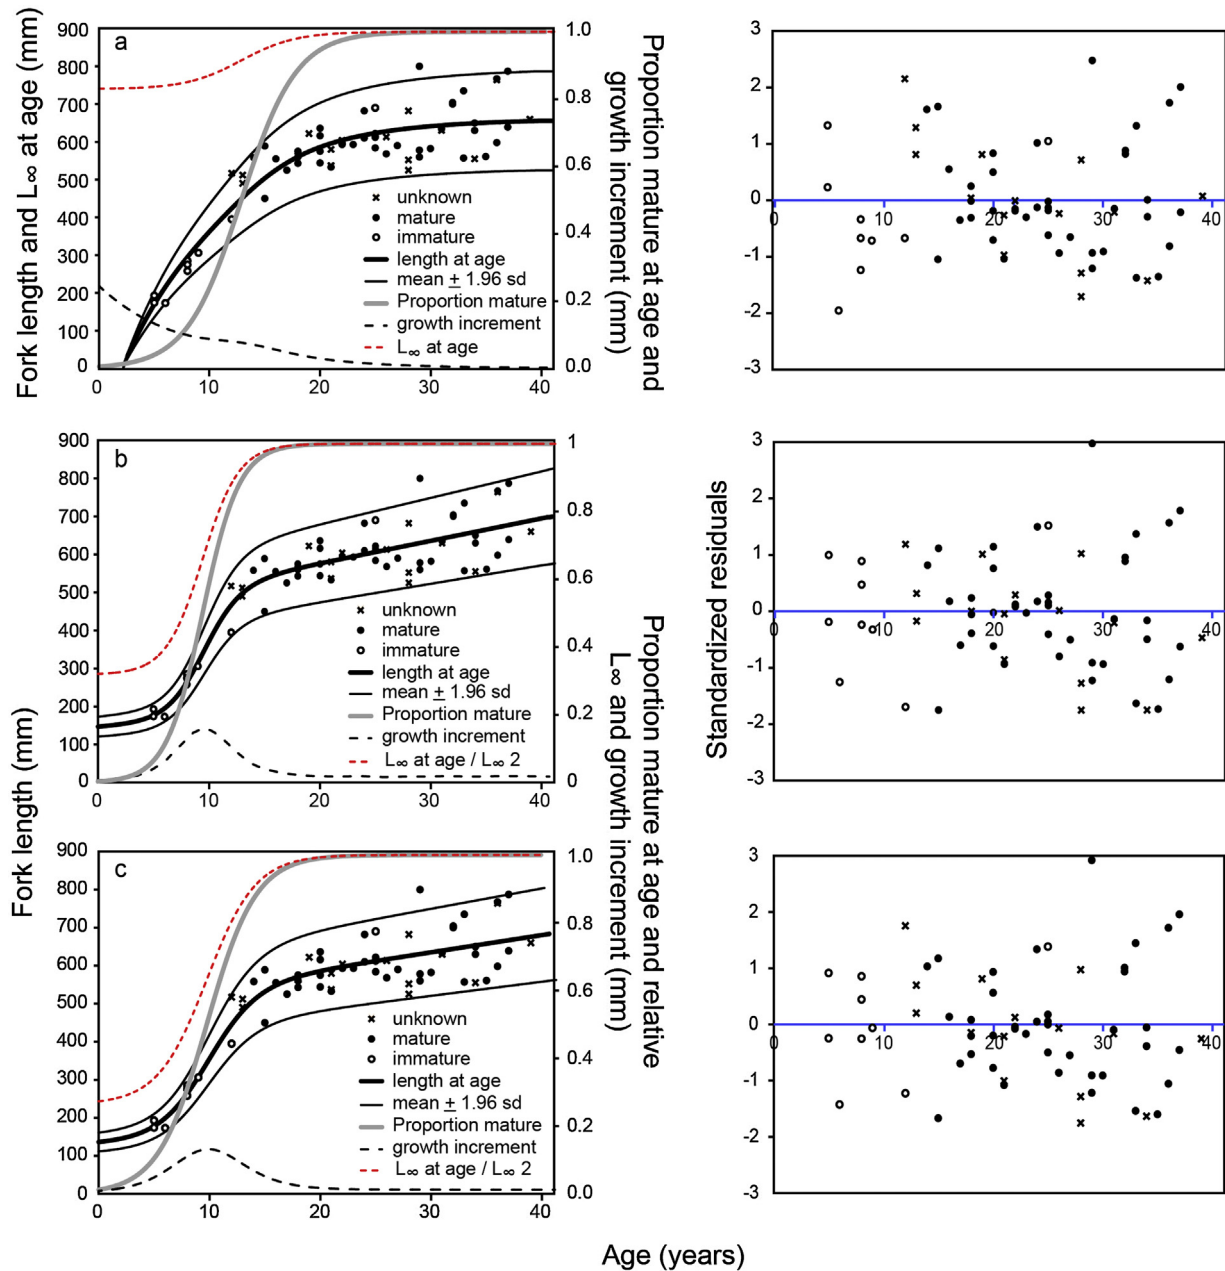 Fork length and L∞ at age (mm)
900
800
700
600
500
400
300
200
100
0
a
unknown
mature
immature
length at age
mean ± 1.96 sd
Proportion mature
growth increment
L∞ at age
0
10
20
30
40
1.0
0.8
0.6
0.4
0.2
0.0
Proportion mature at age and
growth increment (mm)
3
2
1
0
-1
-2
-3
0
10
20
30
40
Fork length (mm)
900
800
700
600
500
400
300
200
100
0
b
unknown
mature
immature
length at age
mean ± 1.96 sd
Proportion mature
growth increment
L∞ at age / L∞ 2
0
10
20
30
40
1
0.8
0.6
0.4
0.2
0
Proportion mature at age and relative
L∞ and growth increment (mm)
Standardized residuals
3
2
1
0
-1
-2
-3
0
10
20
30
40
900
800
700
600
500
400
300
200
100
0
c
unknown
mature
immature
length at age
mean ± 1.96 sd
Proportion mature
growth increment
L∞ at age / L∞ 2
0
10
20
30
40
1.0
0.8
0.6
0.4
0.2
0.0
3
2
1
0
-1
-2
-3
0
10
20
30
40
Age (years)